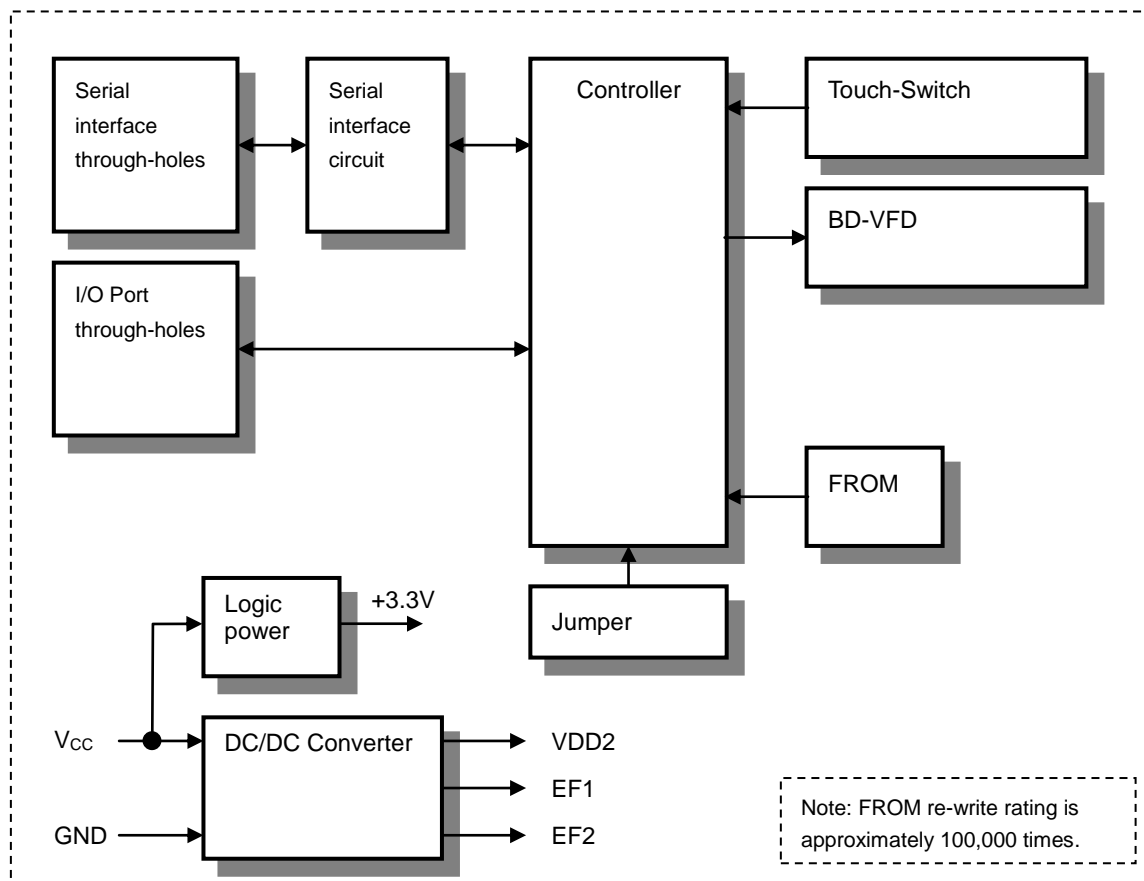 Serial
interface
through-holes
Serial
interface
circuit
Controller
Touch-Switch
BD-VFD
I/O Port
through-holes
FROM
Logic
power
+3.3V
Jumper
VCC
DC/DC Converter
VDD2
EF1
GND
EF2
Note: FROM re-write rating is
approximately 100,000 times.